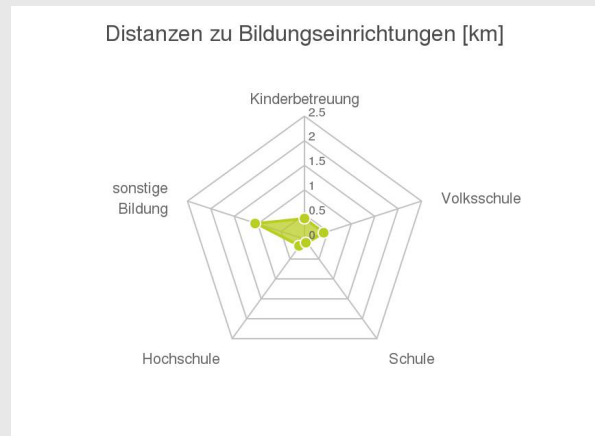 Distanzen zu Bildungseinrichtungen [km]
Kinderbetreuung
2.5
2
1.5
1
0.5
0
sonstige
Bildung
Volksschule
Hochschule
Schule